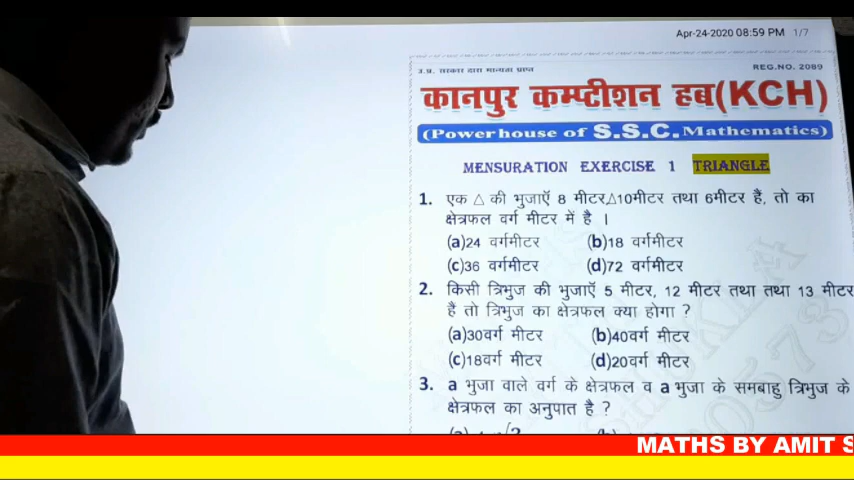 Apr-24-2020 08:59 PM 1/7
उ.प्र. सरकार द्वारा मान्यता प्राप्त
REG.NO. 2089
कानपुर कम्प्टीशन हब(KCH)
(Powerhouse of S.S.C. Mathematics)
MENSURATION EXERCISE 1 TRIANGLE
1. एक △ की भुजाऍ 8 मीटर△10मीटर तथा 6मीटर हैं, तो का
क्षेत्रफल वर्ग मीटर में है ।
(a)24 वर्गमीटर (b)18 वर्गमीटर
(c)36 वर्गमीटर (d)72 वर्गमीटर
2. किसी त्रिभुज की भुजाऍ 5 मीटर, 12 मीटर तथा तथा 13 मीटर
है तो त्रिभुज का क्षेत्रफल क्या होगा ?
(a)30वर्ग मीटर (b)40वर्ग मीटर
(c)18वर्ग मीटर (d)20वर्ग मीटर
3. a भुजा वाले वर्ग के क्षेत्रफल व a भुजा के समबाहु त्रिभुज के
क्षेत्रफल का अनुपात है ?
MATHS BY AMIT S